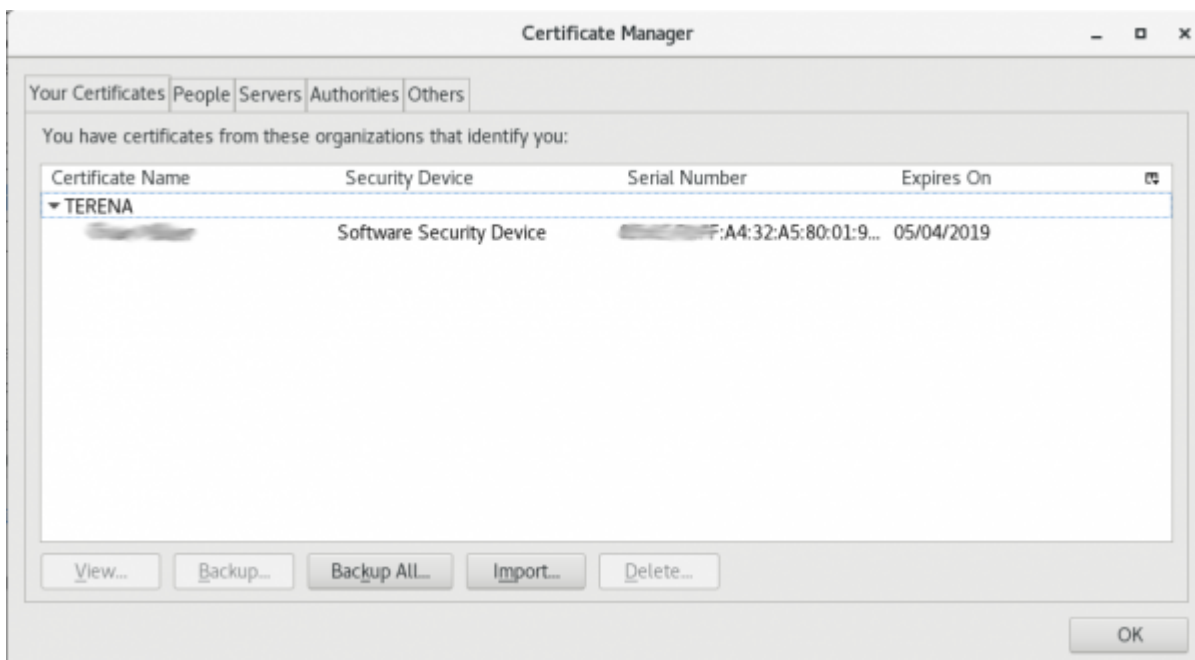 Certificate Manager
Your Certificates People Servers Authorities Others
You have certificates from these organizations that identify you:
Certificate Name Security Device Serial Number Expires On
TERENA
Software Security Device F:A4:32:A5:80:01:9... 05/04/2019
View... Backup... Backup All... Import... Delete...
OK